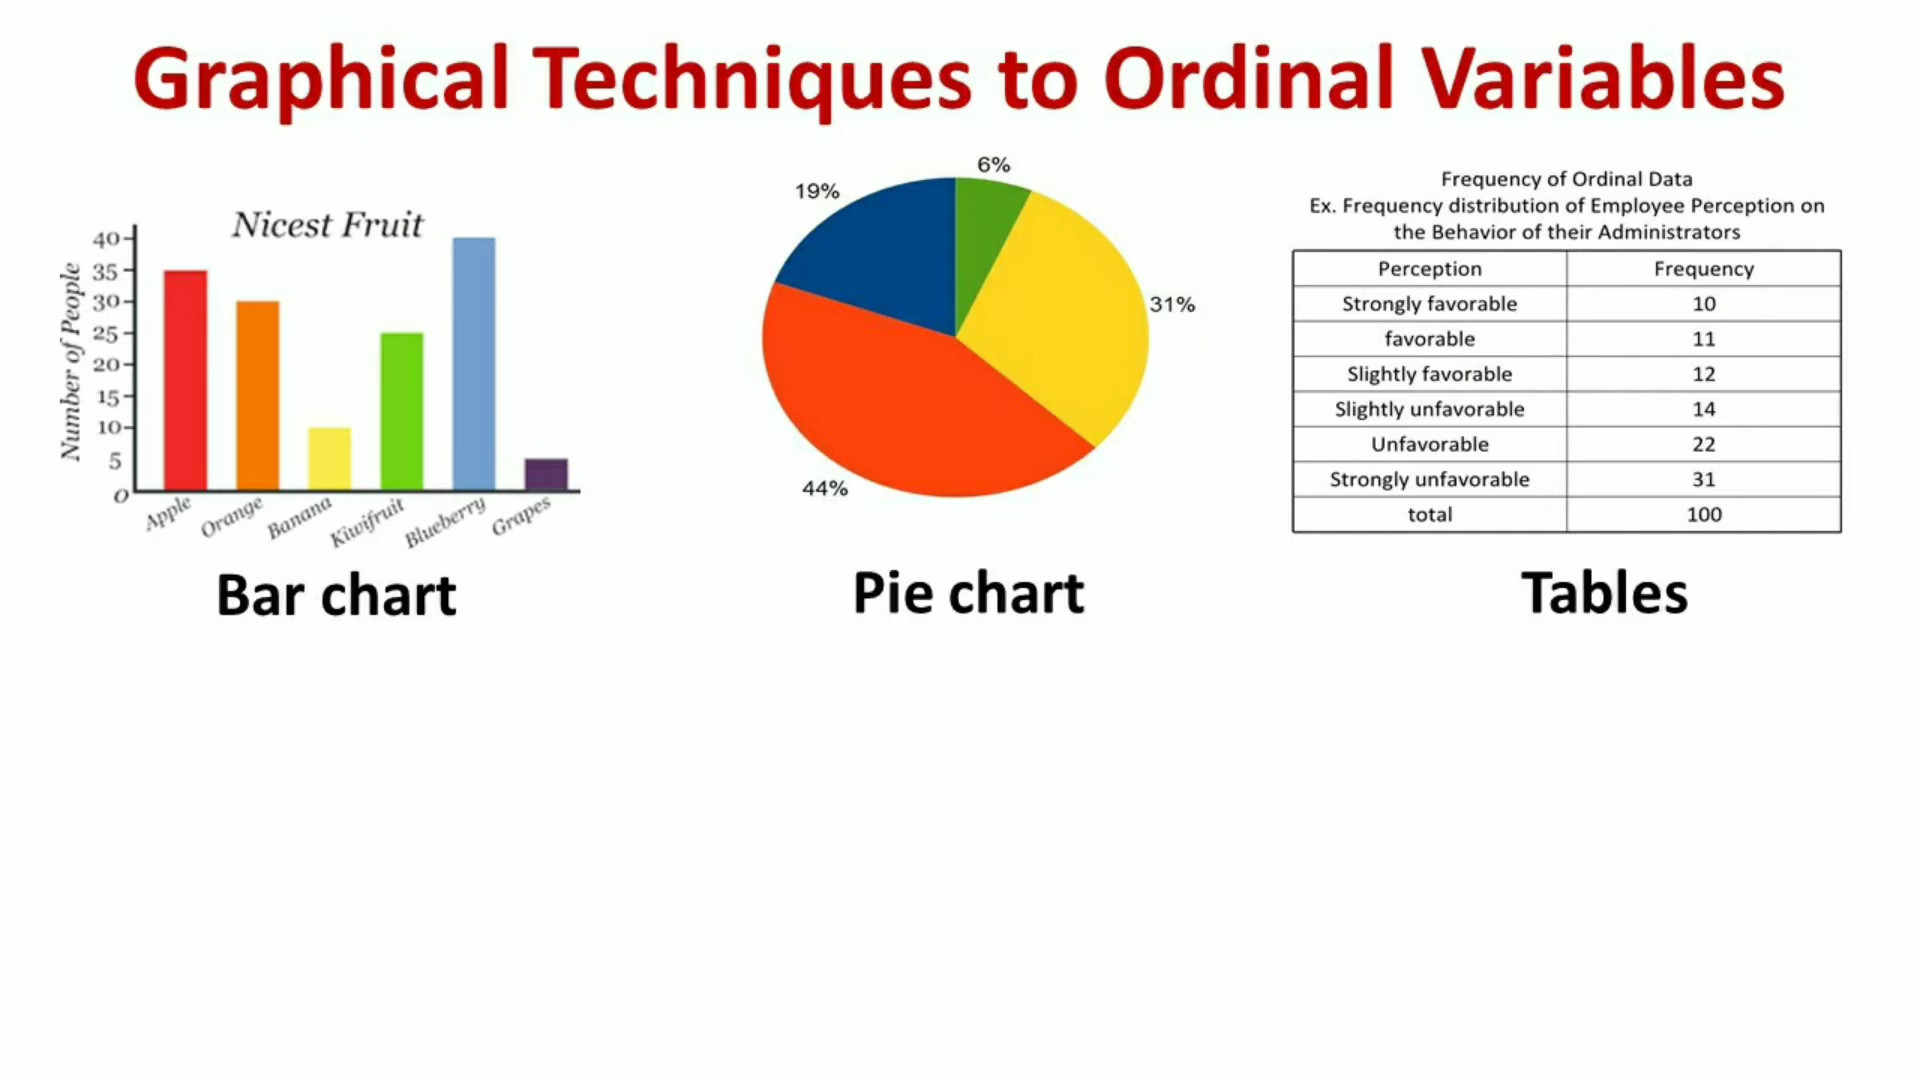 Graphical Techniques to Ordinal Variables
Nicest Fruit
Number of People
40
35
30
25
20
15
10
5
0
Apple
Orange
Banana
Kiwifruit
Blueberry
Grapes
Bar chart
6%
19%
31%
44%
Pie chart
Frequency of Ordinal Data
Ex. Frequency distribution of Employee Perception on
the Behavior of their Administrators
Perception Frequency
Strongly favorable 10
favorable 11
Slightly favorable 12
Slightly unfavorable 14
Unfavorable 22
Strongly unfavorable 31
total 100
Tables